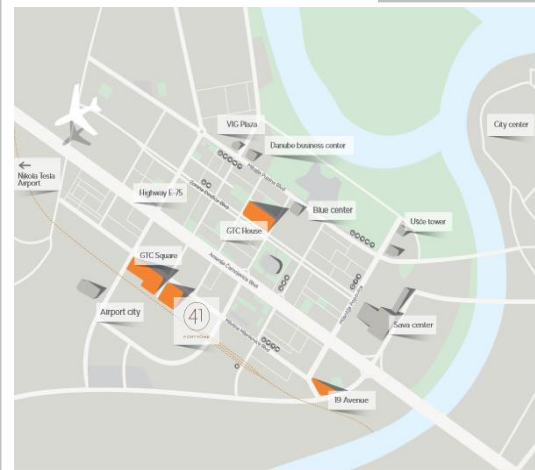 VIG Plaza
City center
Danube business center
Nikola Tesla
Airport
Highway E-75
Blue center
Ušće tower
GTC House
GTC Square
Airport city
41
Sava center
19 Avenue